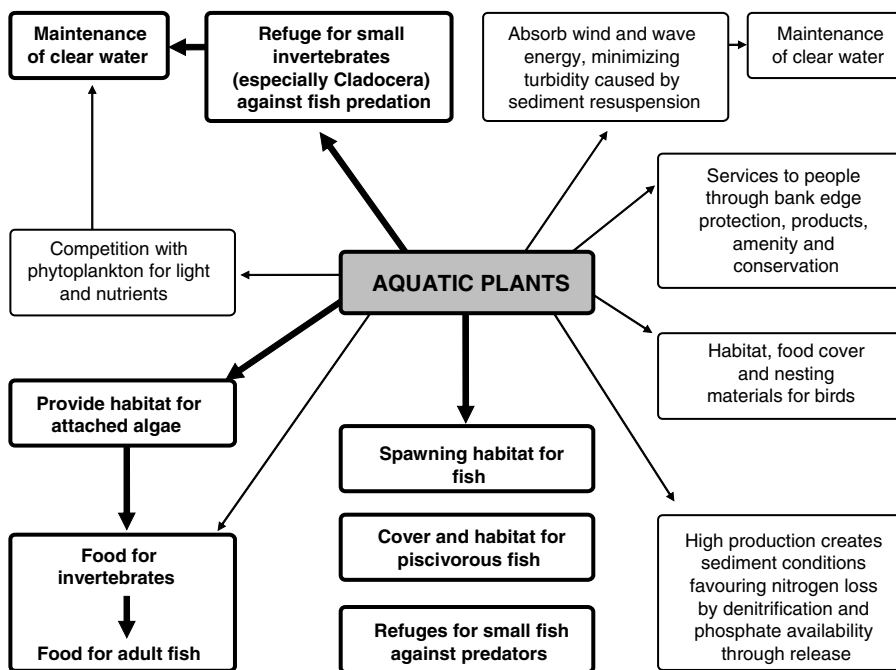 Maintenance
of clear water
Refuge for small
invertebrates
(especially Cladocera)
against fish predation
Absorb wind and wave
energy, minimizing
turbidity caused by
sediment resuspension
Maintenance
of clear water
Services to people
through bank edge
protection, products,
amenity and
conservation
Competition with
phytoplankton for light
and nutrients
AQUATIC PLANTS
Habitat, food cover
and nesting
materials for birds
Provide habitat for
attached algae
Spawning habitat for
fish
Cover and habitat for
piscivorous fish
Refuges for small fish
against predators
Food for
invertebrates
Food for adult fish
High production creates
sediment conditions
favouring nitrogen loss
by denitrification and
phosphate availability
through release